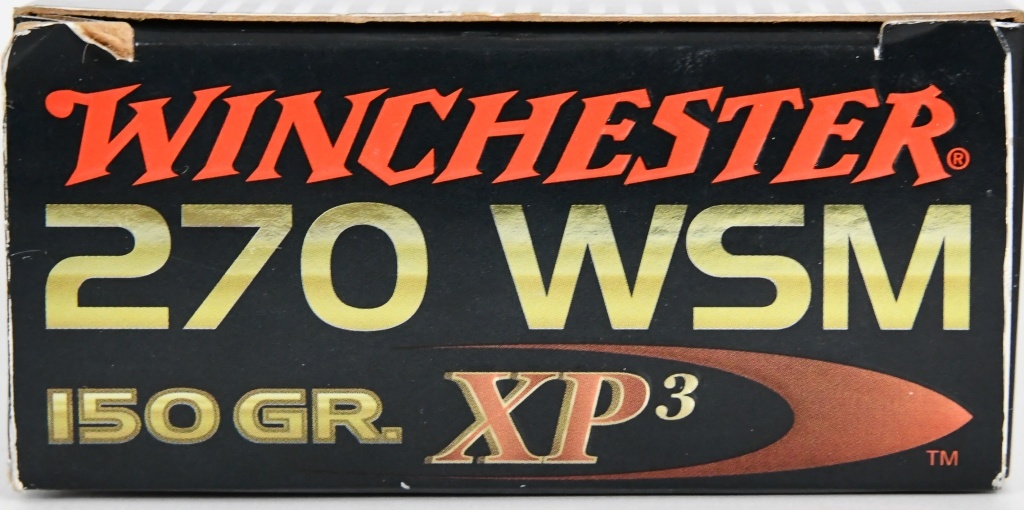 WINCHESTER®
270 WSM
150 GR. XP³
TM